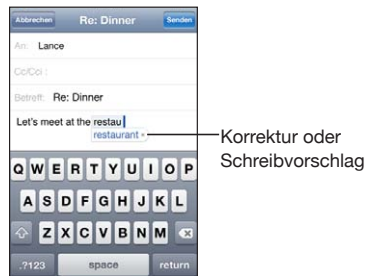 Abbrechen Re: Dinner Senden
An: Lance
Cc/Cci :
Betreff: Re: Dinner
Let's meet at the restau
restaurant ×
Korrektur oder
Schreibvorschlag
Q W E R T Y U I O P
A S D F G H J K L
Z X C V B N M
.?123 space return